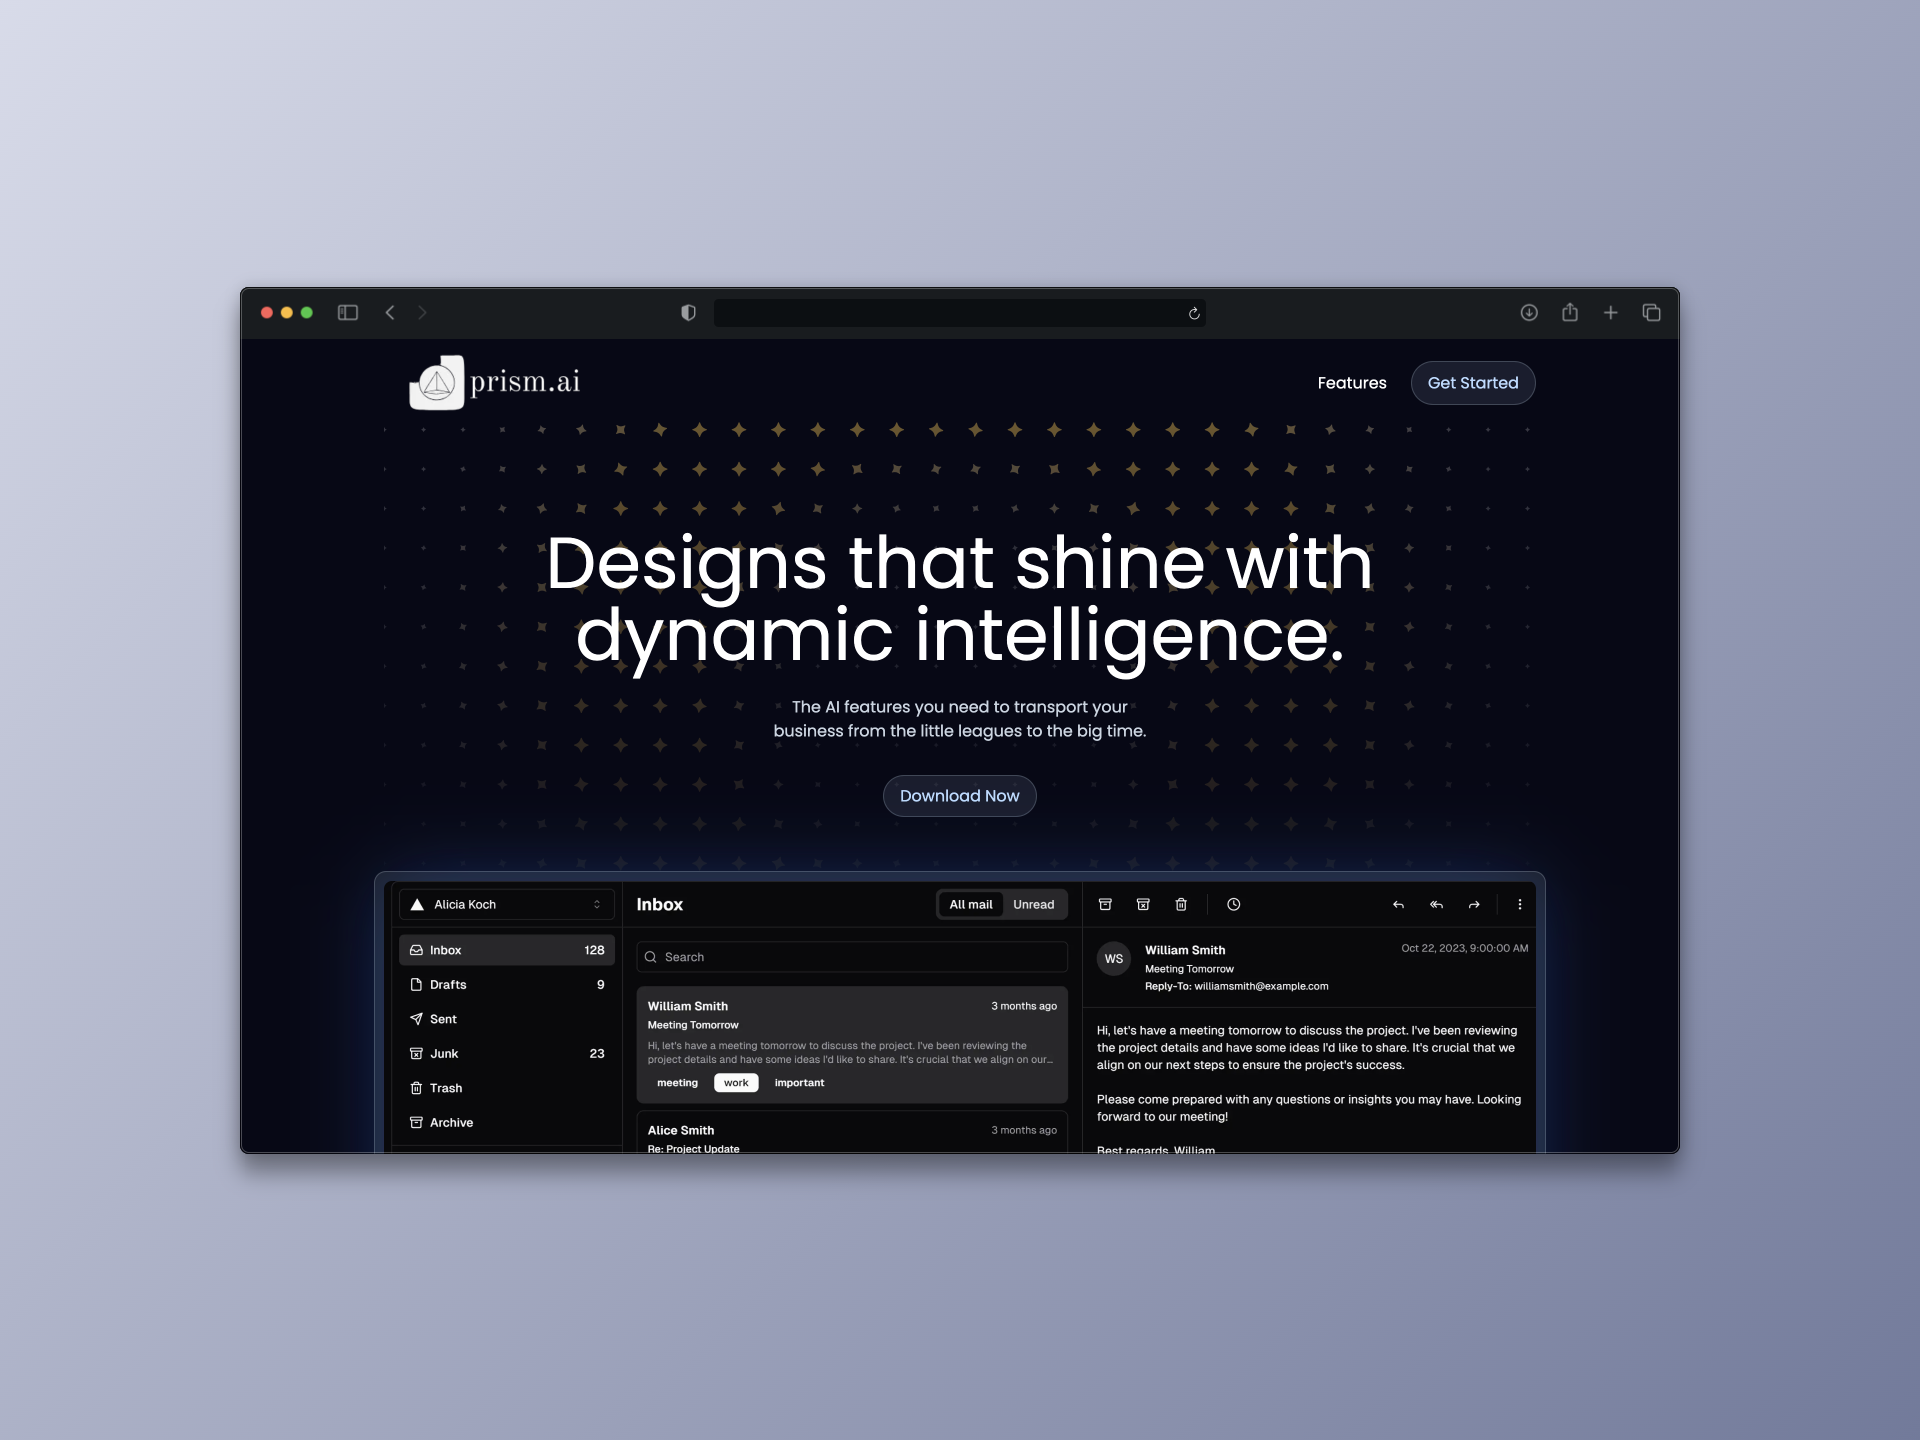 prism.ai
Features
Get Started
Designs that shine with
dynamic intelligence.
The AI features you need to transport your
business from the little leagues to the big time.
Download Now
Alicia Koch
Inbox 128
Drafts 9
Sent
Junk 23
Trash
Archive
Inbox
All mail
Unread
Search
William Smith 3 months ago
Meeting Tomorrow
Hi, let's have a meeting tomorrow to discuss the project. I've been reviewing the
project details and have some ideas I'd like to share. It's crucial that we align on our...
meeting work important
Alice Smith 3 months ago
Re: Project Update
WS
William Smith Oct 22, 2023, 9:00:00 AM
Meeting Tomorrow
Reply-To: williamsmith@example.com
Hi, let's have a meeting tomorrow to discuss the project. I've been reviewing
the project details and have some ideas I'd like to share. It's crucial that we
align on our next steps to ensure the project's success.
Please come prepared with any questions or insights you may have. Looking
forward to our meeting!
Best regards, William